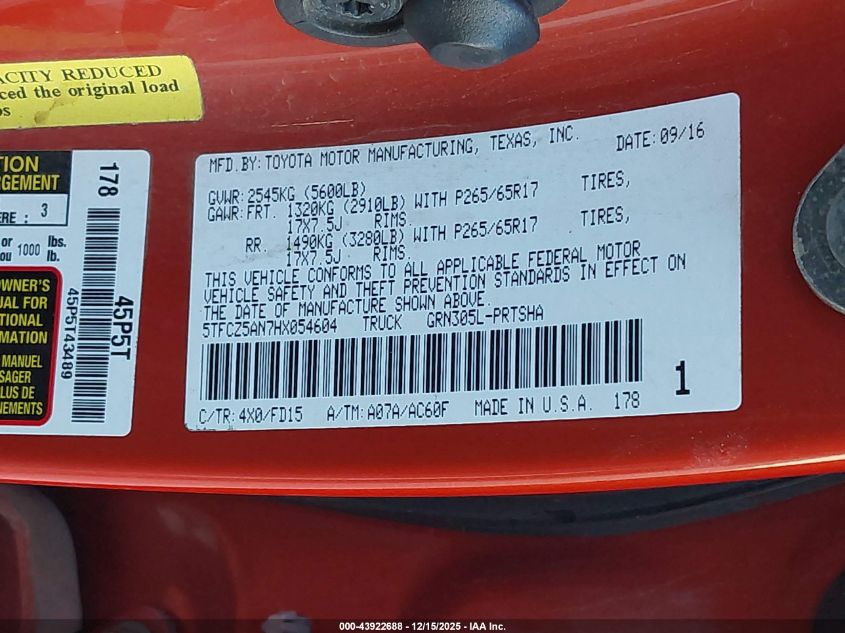 ACITY REDUCED
ced the original load
os
TION
RGEMENT
ERE : 3
or 1000 lbs.
ou lb.
OWNER'S
UAL FOR
TIONAL
RMATION
MANUEL
SAGER
PLUS DE
NEMENTS
178
45P5T43489
45P5T
MFD.BY: TOYOTA MOTOR MANUFACTURING, TEXAS, INC. DATE: 09/16
GVWR: 2545KG (5600LB)
GAWR: FRT. 1320KG (2910LB) WITH P265/65R17 TIRES,
17X7.5J RIMS.
RR. 1490KG (3280LB) WITH P265/65R17 TIRES,
17X7.5J RIMS.
THIS VEHICLE CONFORMS TO ALL APPLICABLE FEDERAL MOTOR
VEHICLE SAFETY AND THEFT PREVENTION STANDARDS IN EFFECT ON
THE DATE OF MANUFACTURE SHOWN ABOVE.
5TFCZ5AN7HX054604 TRUCK GRN305L-PRTSHA
1
C/TR: 4X0/FD15 A/TM: A07A/AC60F MADE IN U.S.A. 178
000-43922688 - 12/15/2025 - IAA Inc.